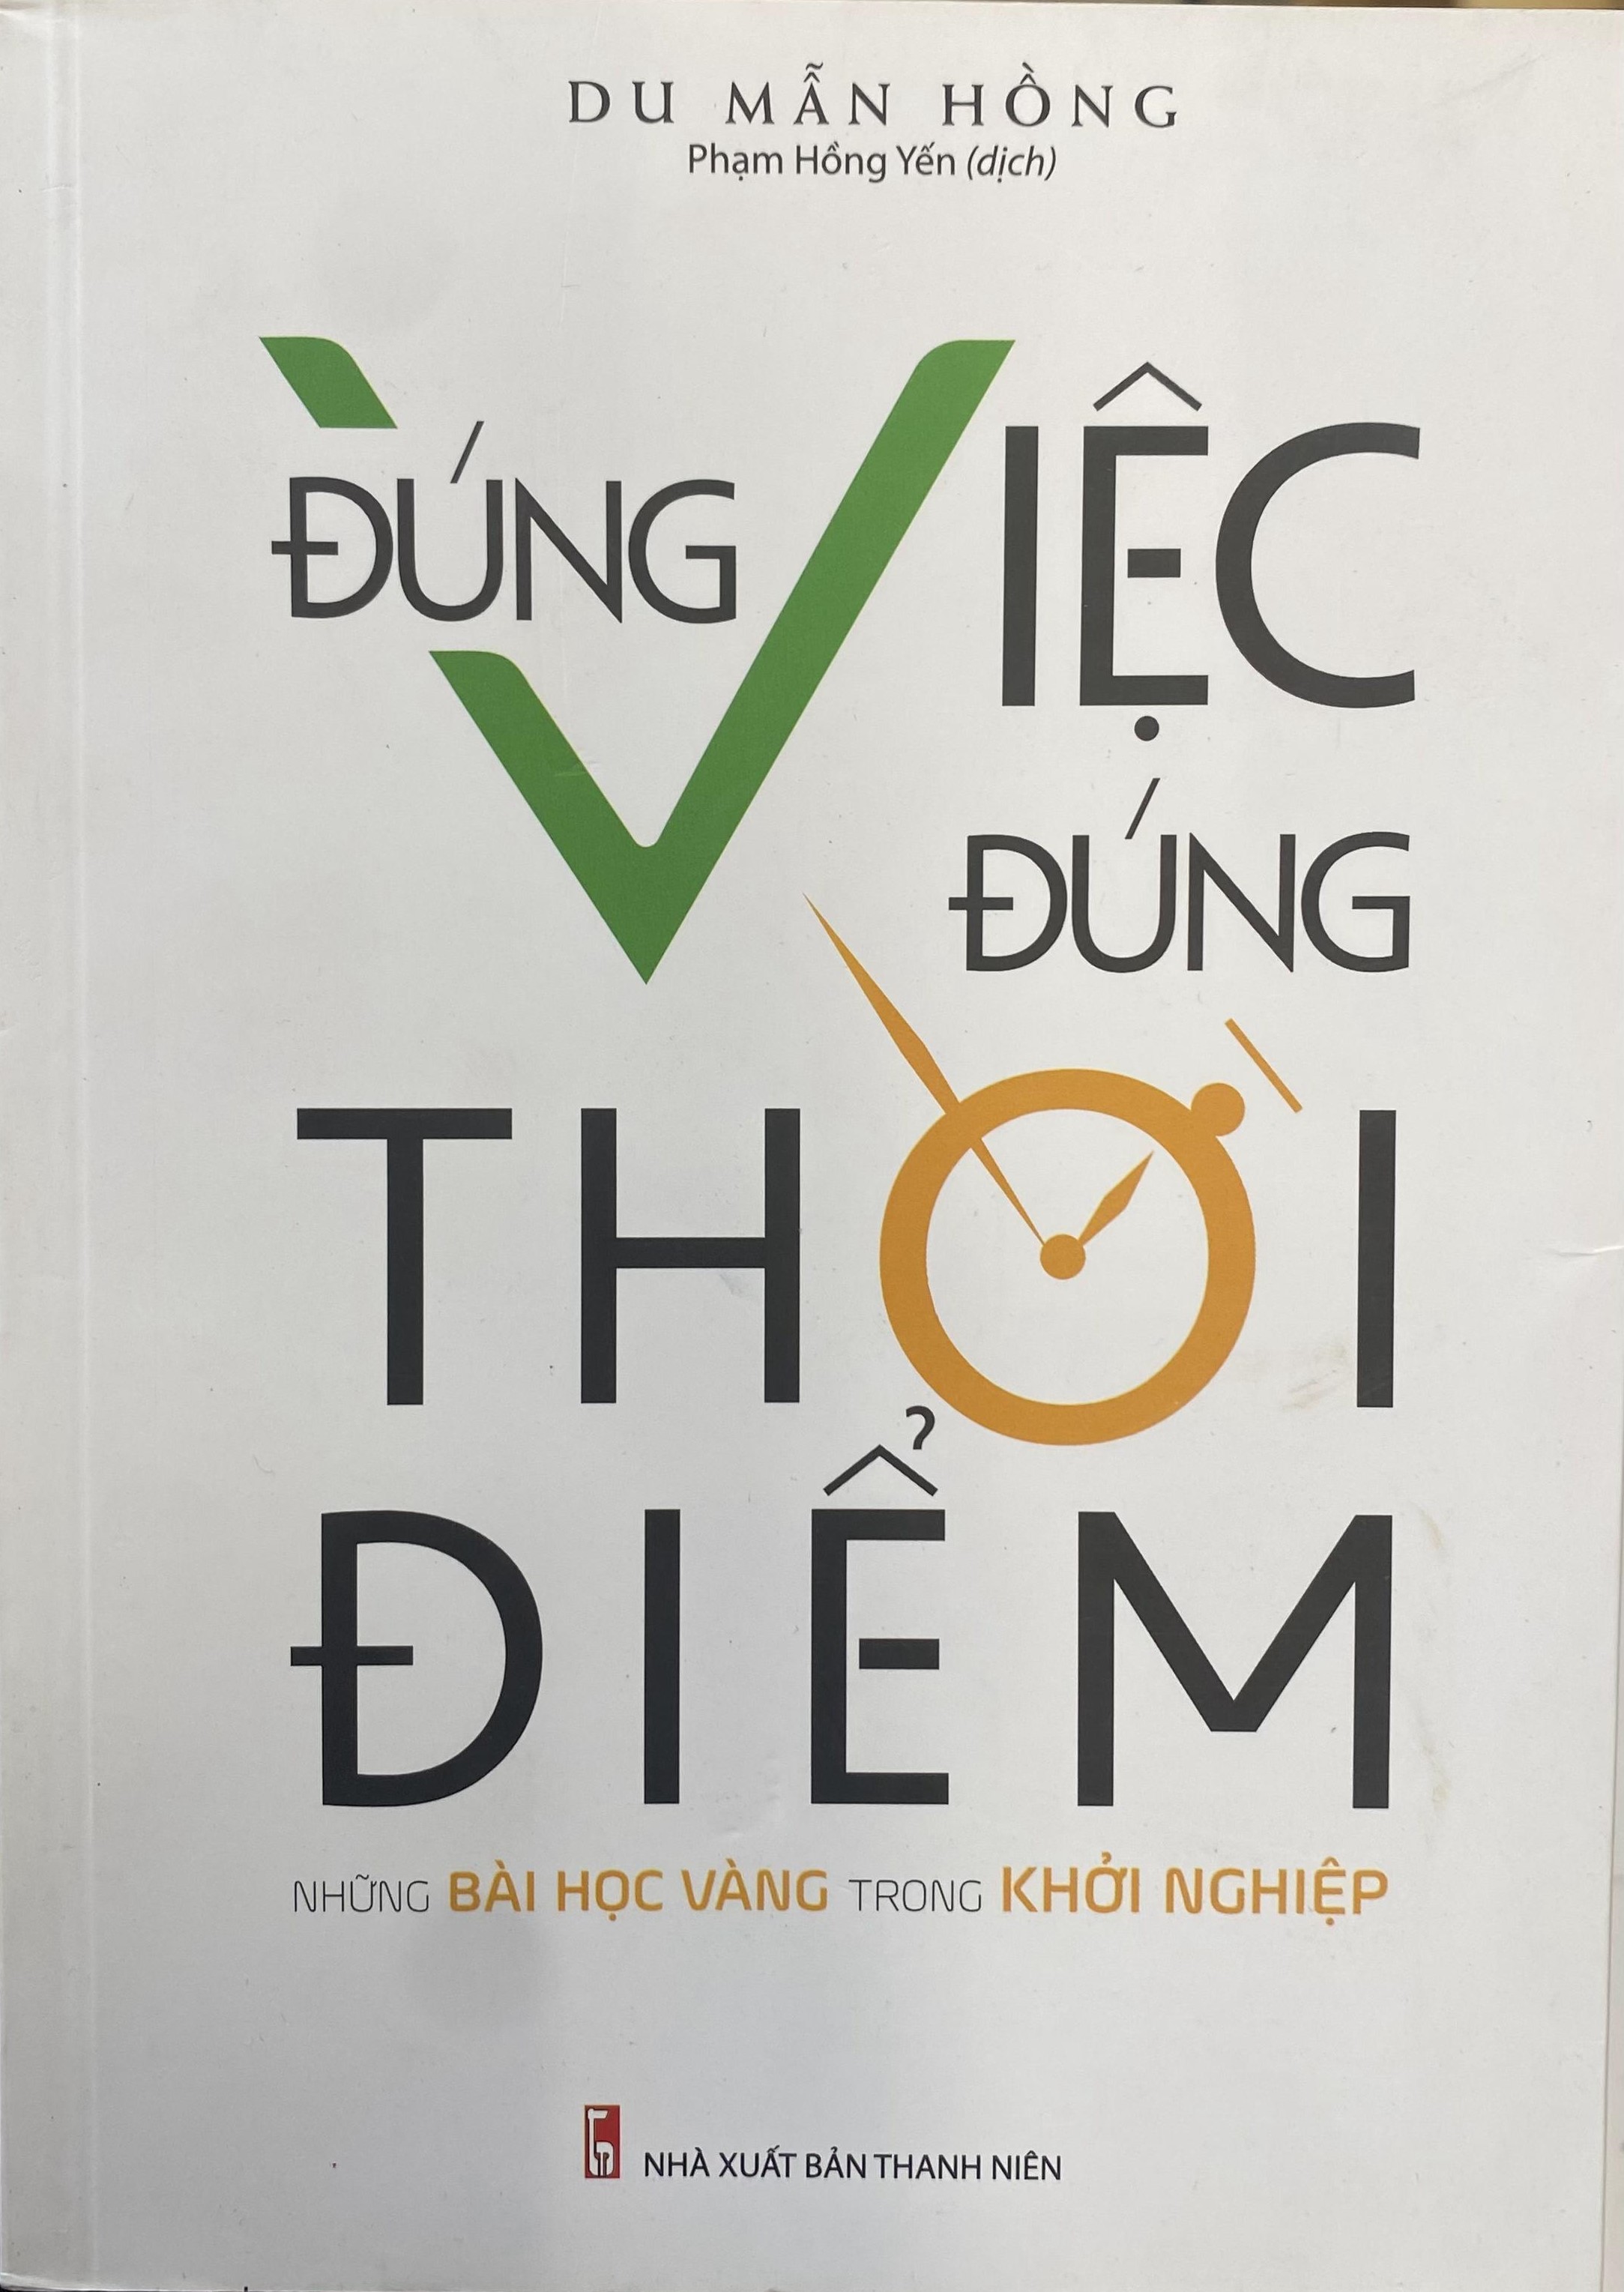 DU MẪN HỒNG
Phạm Hồng Yến (dịch)
ĐÚNG VIỆC
ĐÚNG
THỜI
ĐIỂM
NHỮNG BÀI HỌC VÀNG TRONG KHỞI NGHIỆP
NHÀ XUẤT BẢN THANH NIÊN